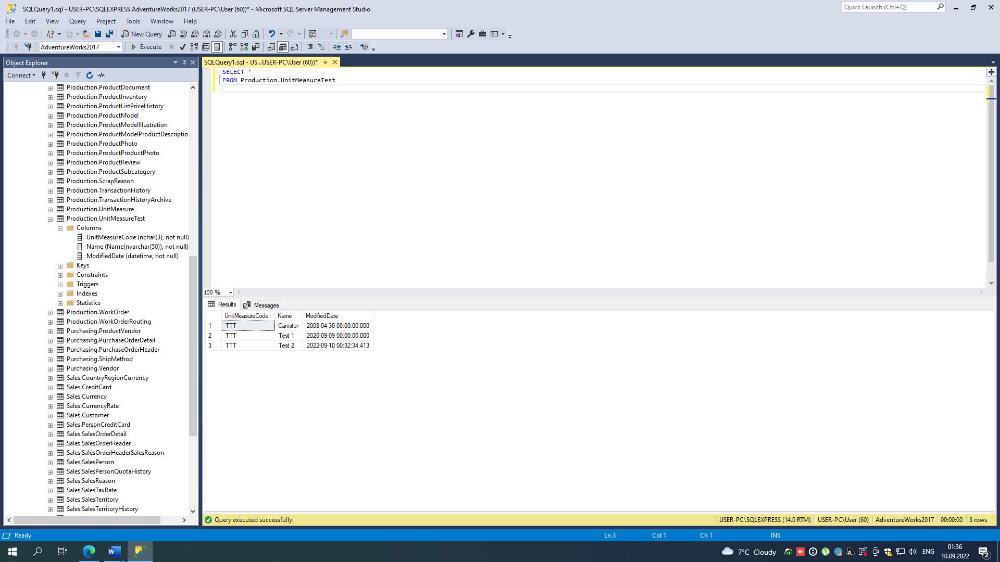 SQLQuery1.sql - USER-PC\SQLEXPRESS.AdventureWorks2017 (USER-PC\User (60))* - Microsoft SQL Server Management Studio
Quick Launch (Ctrl+Q)
File Edit View Query Project Tools Window Help
New Query MDX DMX XMLA DAX
AdventureWorks2017 Execute
Object Explorer
SQLQuery1.sql - US...USER-PC\User (60))*
Connect
Production.ProductDocument
Production.ProductInventory
Production.ProductListPriceHistory
Production.ProductModel
Production.ProductModelIllustration
Production.ProductModelProductDescriptio
Production.ProductPhoto
Production.ProductProductPhoto
Production.ProductReview
Production.ProductSubcategory
Production.ScrapReason
Production.TransactionHistory
Production.TransactionHistoryArchive
Production.UnitMeasure
Production.UnitMeasureTest
Columns
UnitMeasureCode (nchar(3), not null)
Name (Name(nvarchar(50)), not null)
ModifiedDate (datetime, not null)
Keys
Constraints
Triggers
Indexes
Statistics
Production.WorkOrder
Production.WorkOrderRouting
Purchasing.ProductVendor
Purchasing.PurchaseOrderDetail
Purchasing.PurchaseOrderHeader
Purchasing.ShipMethod
Purchasing.Vendor
Sales.CountryRegionCurrency
Sales.CreditCard
Sales.Currency
Sales.CurrencyRate
Sales.Customer
Sales.PersonCreditCard
Sales.SalesOrderDetail
Sales.SalesOrderHeader
Sales.SalesOrderHeaderSalesReason
Sales.SalesPerson
Sales.SalesPersonQuotaHistory
Sales.SalesReason
Sales.SalesTaxRate
Sales.SalesTerritory
Sales.SalesTerritoryHistory
SELECT *
FROM Production.UnitMeasureTest
100 %
Results Messages
UnitMeasureCode Name ModifiedDate
1 TTT Canister 2008-04-30 00:00:00.000
2 TTT Test 1 2020-09-09 00:00:00.000
3 TTT Test 2 2022-09-10 00:32:34.413
Query executed successfully. USER-PC\SQLEXPRESS (14.0 RTM) USER-PC\User (60) AdventureWorks2017 00:00:00 3 rows
Ready Ln 3 Col 1 Ch 1 INS
7°C Cloudy ENG 01:36
10.09.2022
2